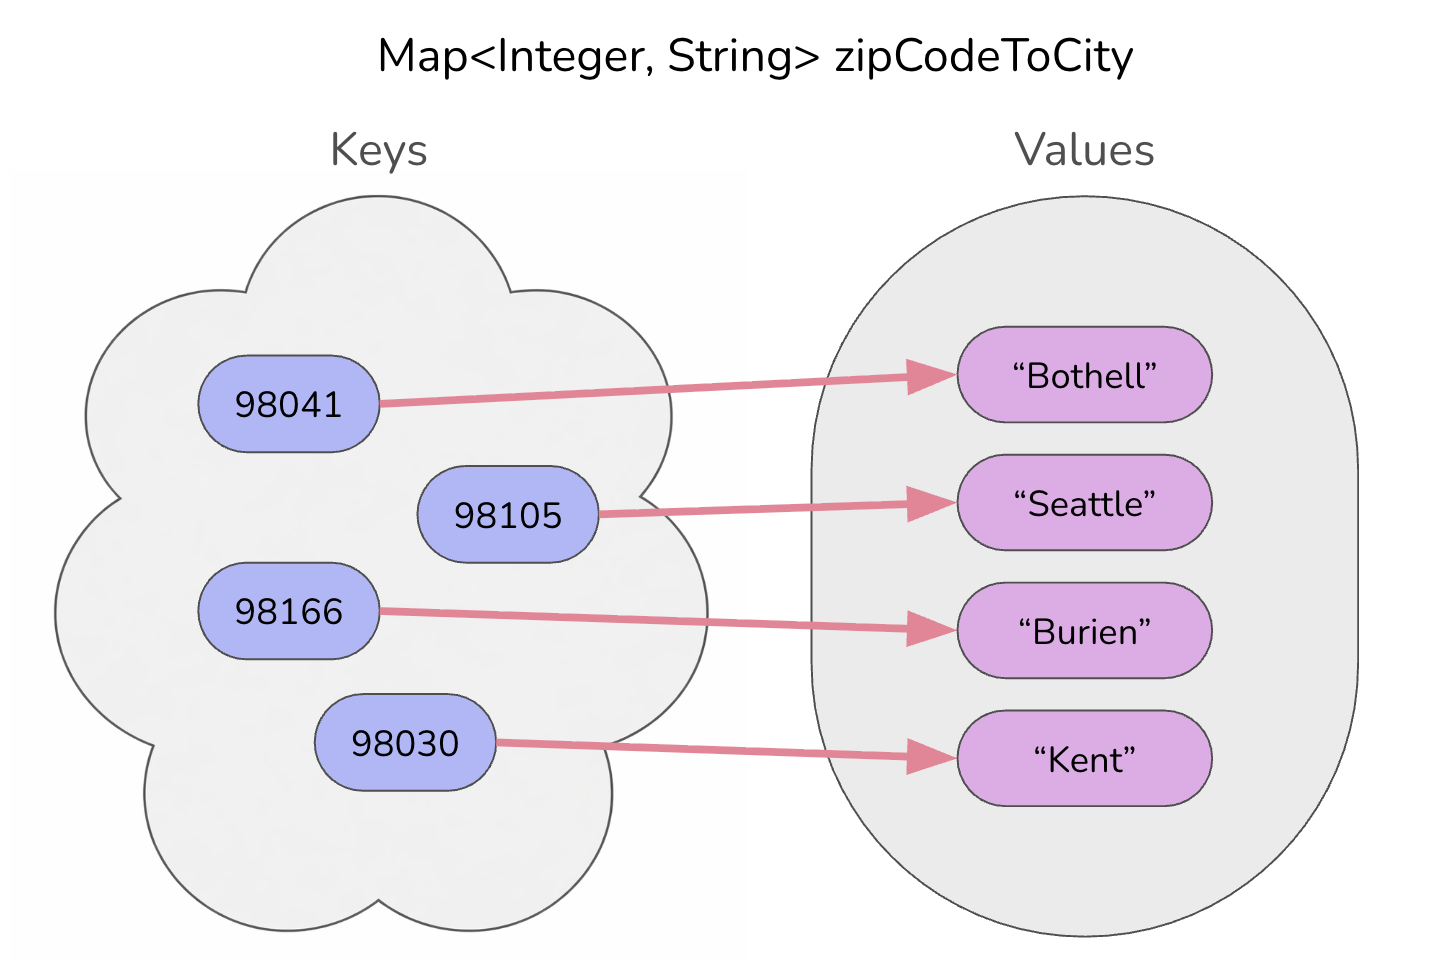 Map<Integer, String> zipCodeToCity
Keys
Values
98041
“Bothell”
98105
“Seattle”
98166
“Burien”
98030
“Kent”